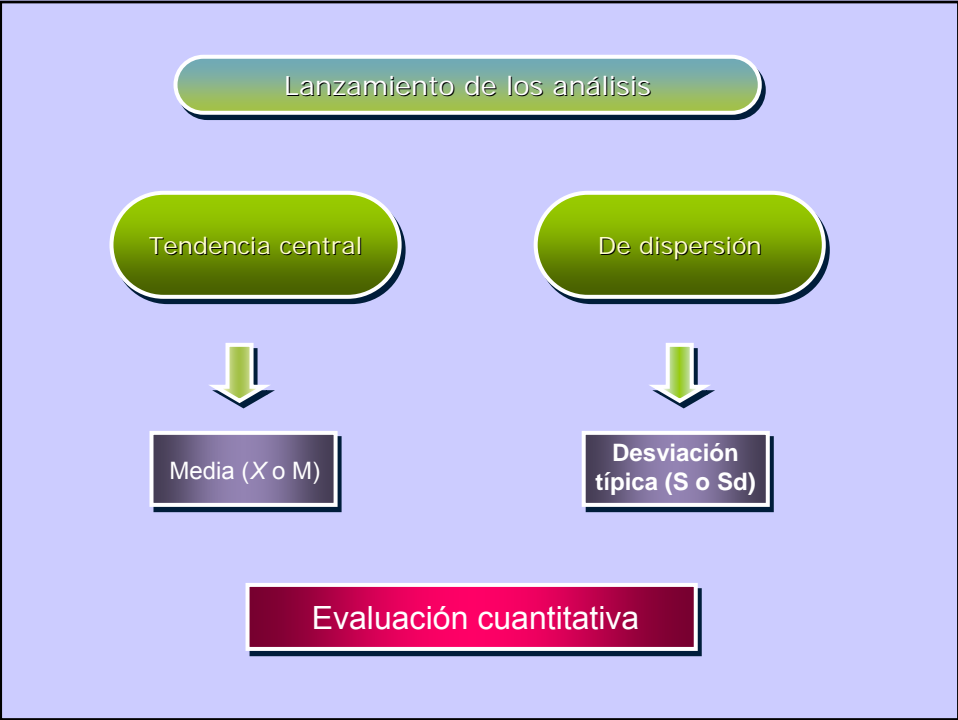 Lanzamiento de los análisis
Tendencia central
De dispersión
Media (X o M)
Desviación
típica (S o Sd)
Evaluación cuantitativa